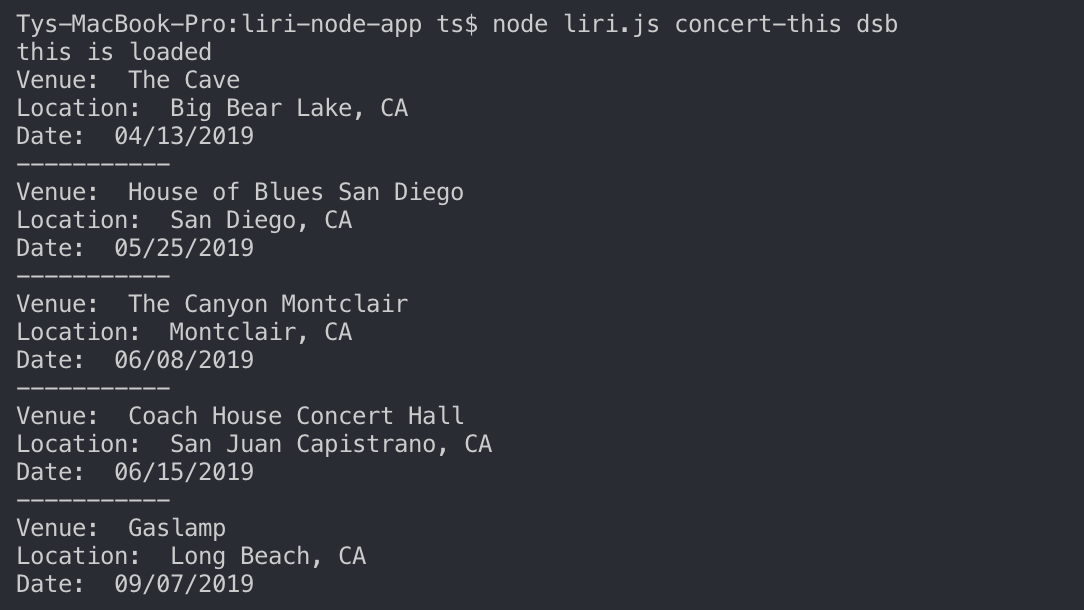 Tys-MacBook-Pro:liri-node-app ts$ node liri.js concert-this dsb
this is loaded
Venue:  The Cave
Location:  Big Bear Lake, CA
Date:  04/13/2019
-----------
Venue:  House of Blues San Diego
Location:  San Diego, CA
Date:  05/25/2019
-----------
Venue:  The Canyon Montclair
Location:  Montclair, CA
Date:  06/08/2019
-----------
Venue:  Coach House Concert Hall
Location:  San Juan Capistrano, CA
Date:  06/15/2019
-----------
Venue:  Gaslamp
Location:  Long Beach, CA
Date:  09/07/2019